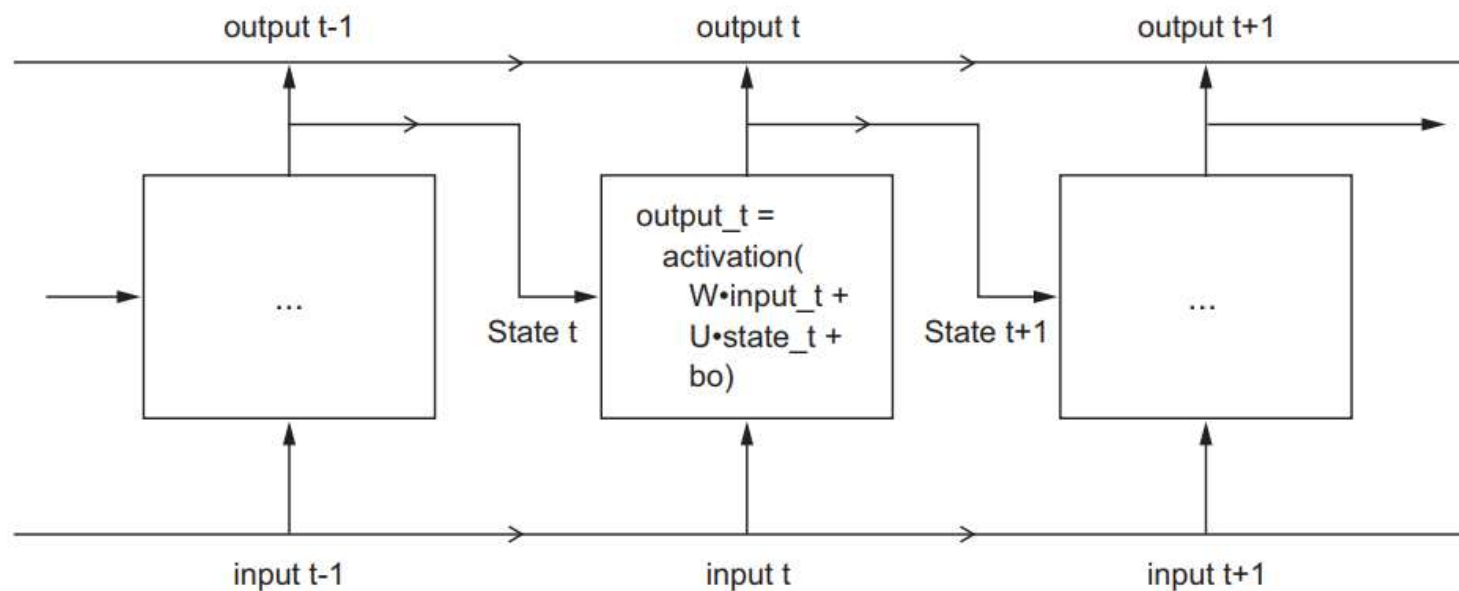 output t-1
output t
output t+1
output_t =
activation(
W•input_t +
U•state_t +
bo)
...
...
State t
State t+1
input t-1
input t
input t+1